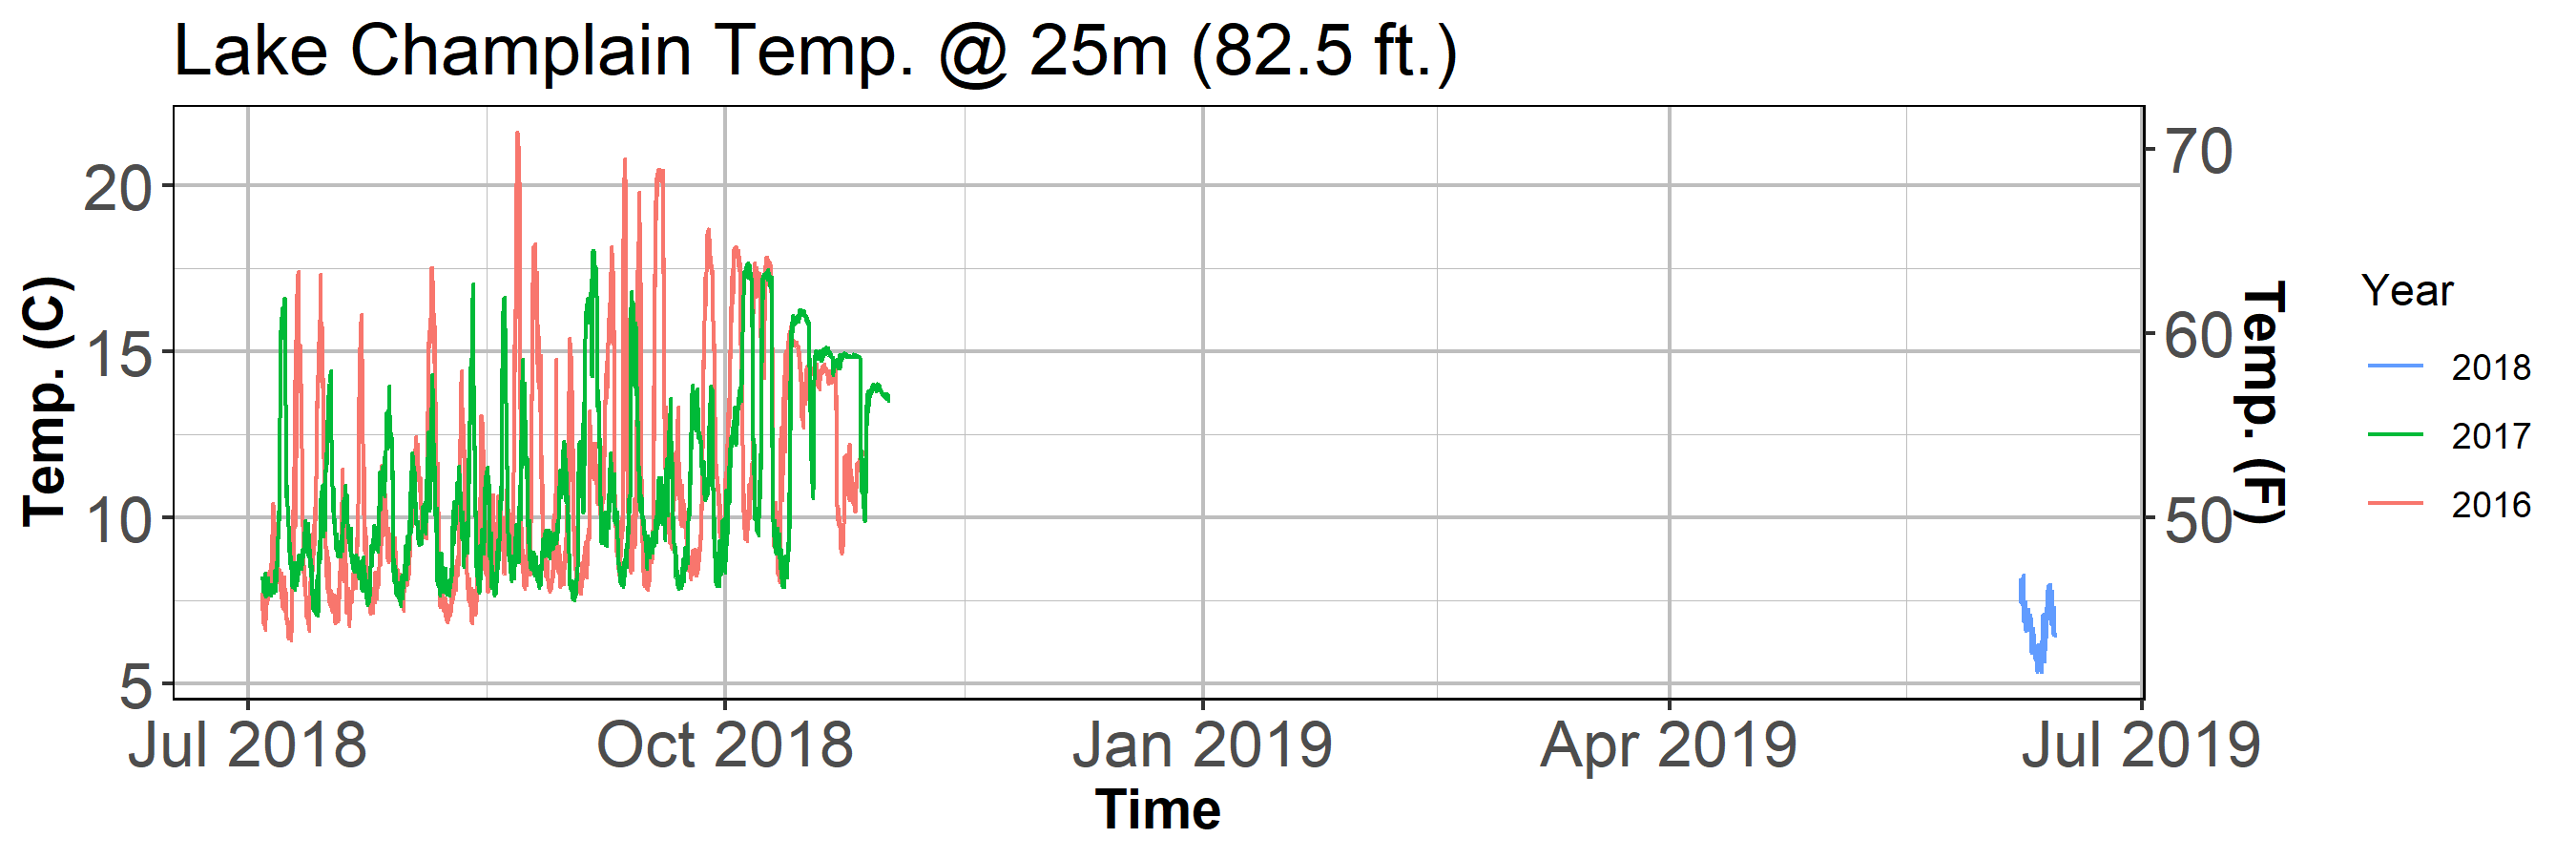 Lake Champlain Temp. @ 25m (82.5 ft.)
Temp. (C)
20
15
10
5
70
60
50
Temp. (F)
Jul 2018
Oct 2018
Jan 2019
Apr 2019
Jul 2019
Time
Year
2018
2017
2016